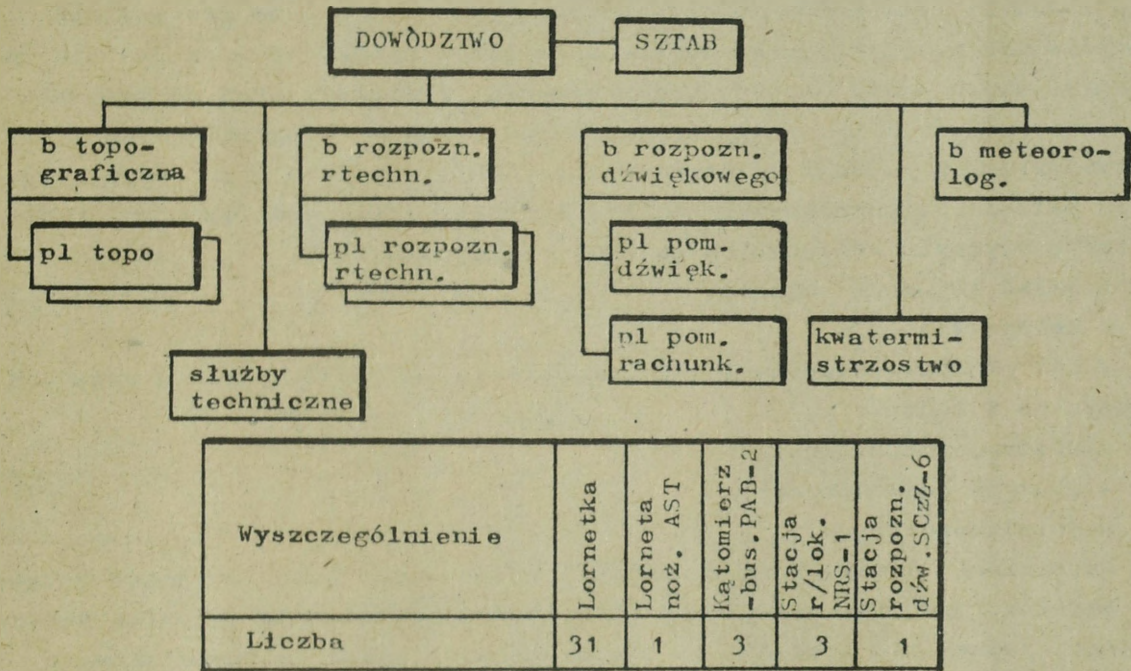 DOWÓDZTWO
SZTAB
b topo-
graficzna
b rozpozn.
rtechn.
b rozpozn.
dźwiękowego
b meteoro-
log.
pl topo
pl rozpozn.
rtechn.
pl pom.
dźwięk.
pl pom.
rachunk.
kwatermi-
strzostwo
służby
techniczne
Wyszczególnienie
Lornetka
Lorneta
noż. AST
Kątomierz
-bus.PAB-2
Stacja
r/lok.
NRS-1
Stacja
rozpozn.
dźw.SCzZ-6
Liczba
31
1
3
3
1